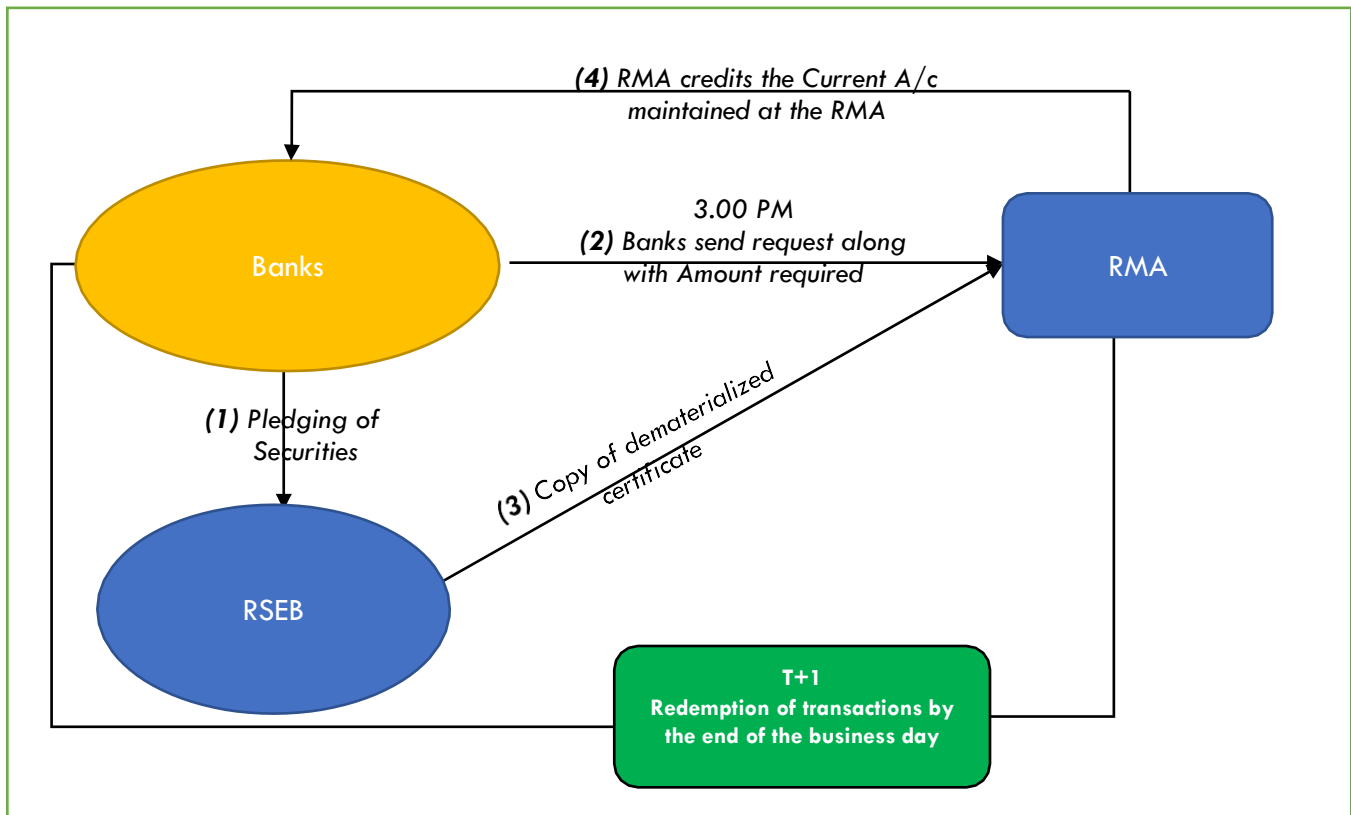 (4) RMA credits the Current A/c
maintained at the RMA
3.00 PM
(2) Banks send request along
with Amount required
Banks
RMA
(1) Pledging of
Securities
(3) Copy of dematerialized
certificate
RSEB
T+1
Redemption of transactions by
the end of the business day